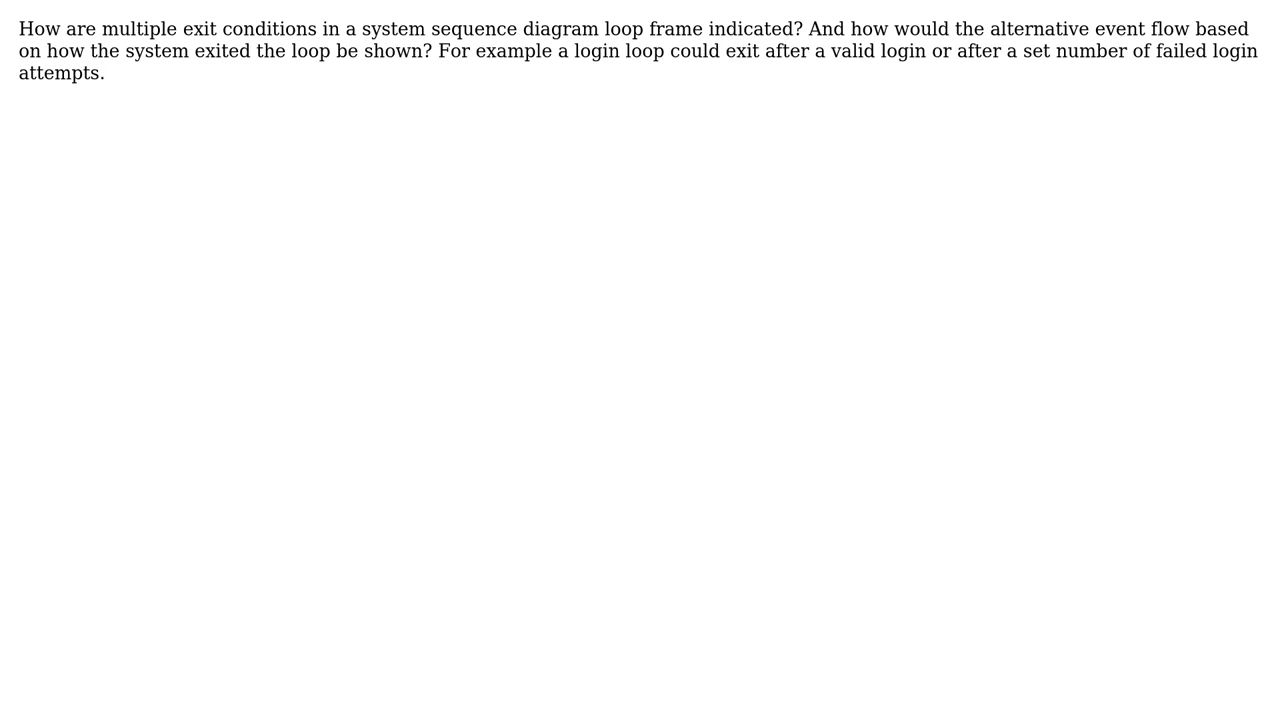 How are multiple exit conditions in a system sequence diagram loop frame indicated? And how would the alternative event flow based
on how the system exited the loop be shown? For example a login loop could exit after a valid login or after a set number of failed login
attempts.